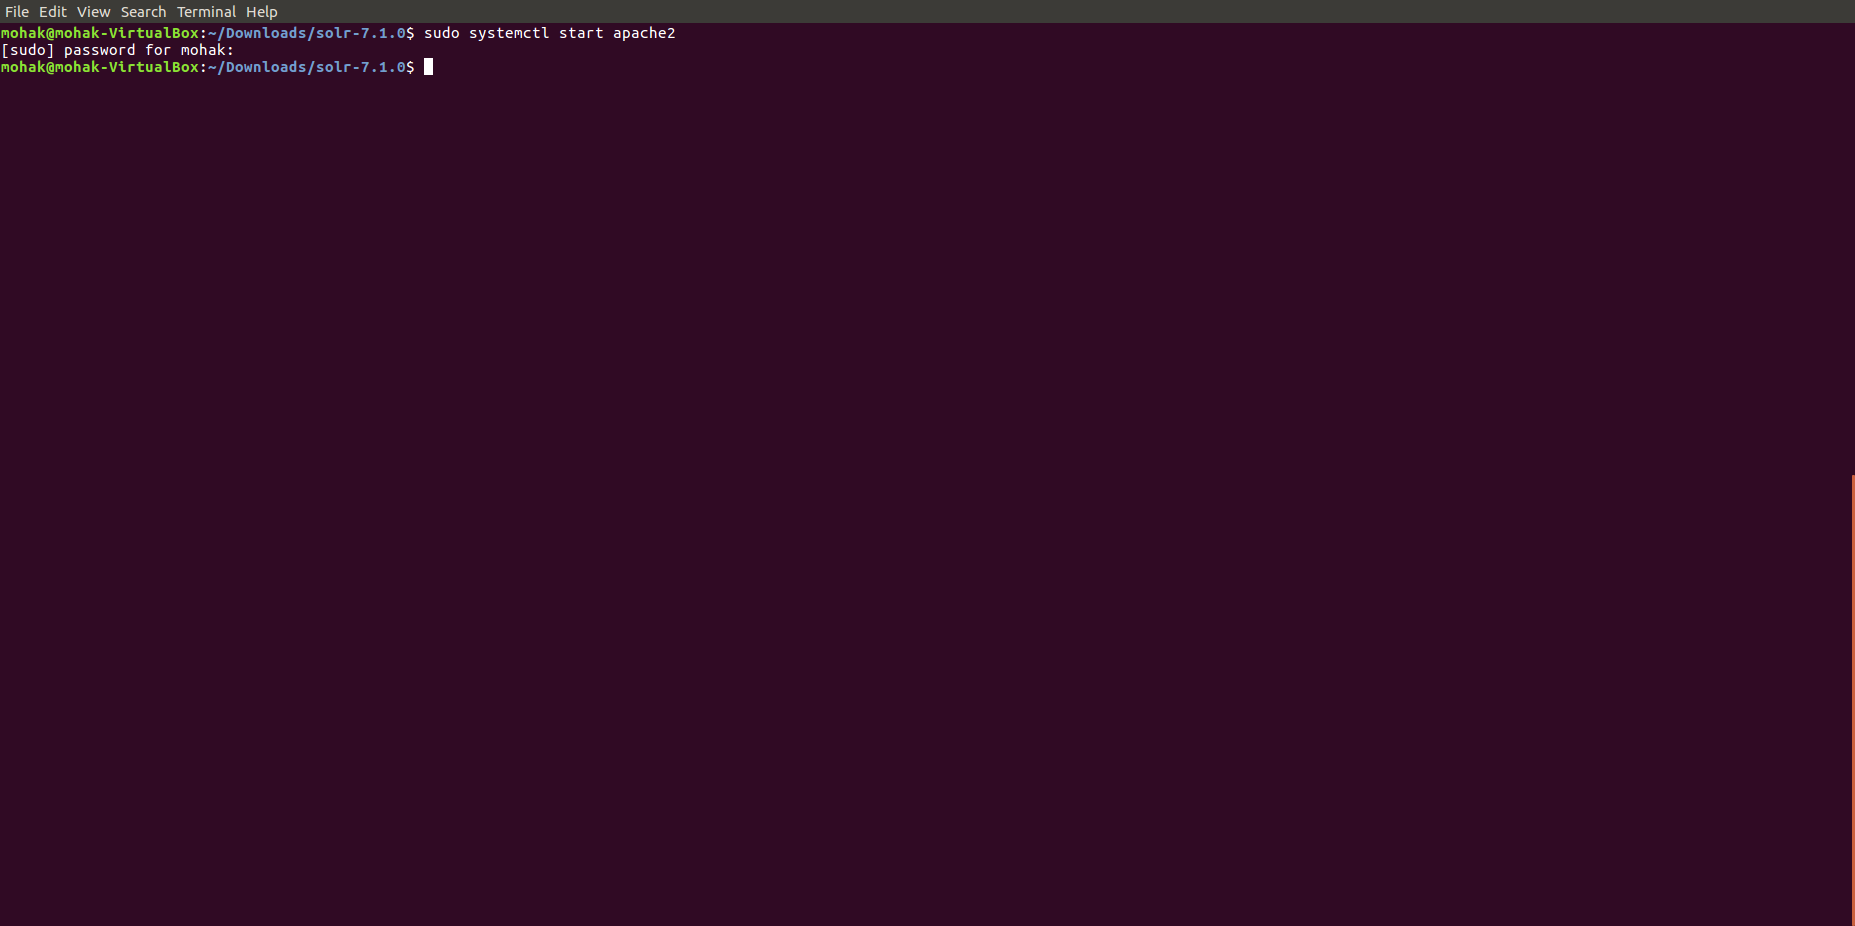 File Edit View Search Terminal Help
mohak@mohak-VirtualBox:~/Downloads/solr-7.1.0$ sudo systemctl start apache2
[sudo] password for mohak:
mohak@mohak-VirtualBox:~/Downloads/solr-7.1.0$